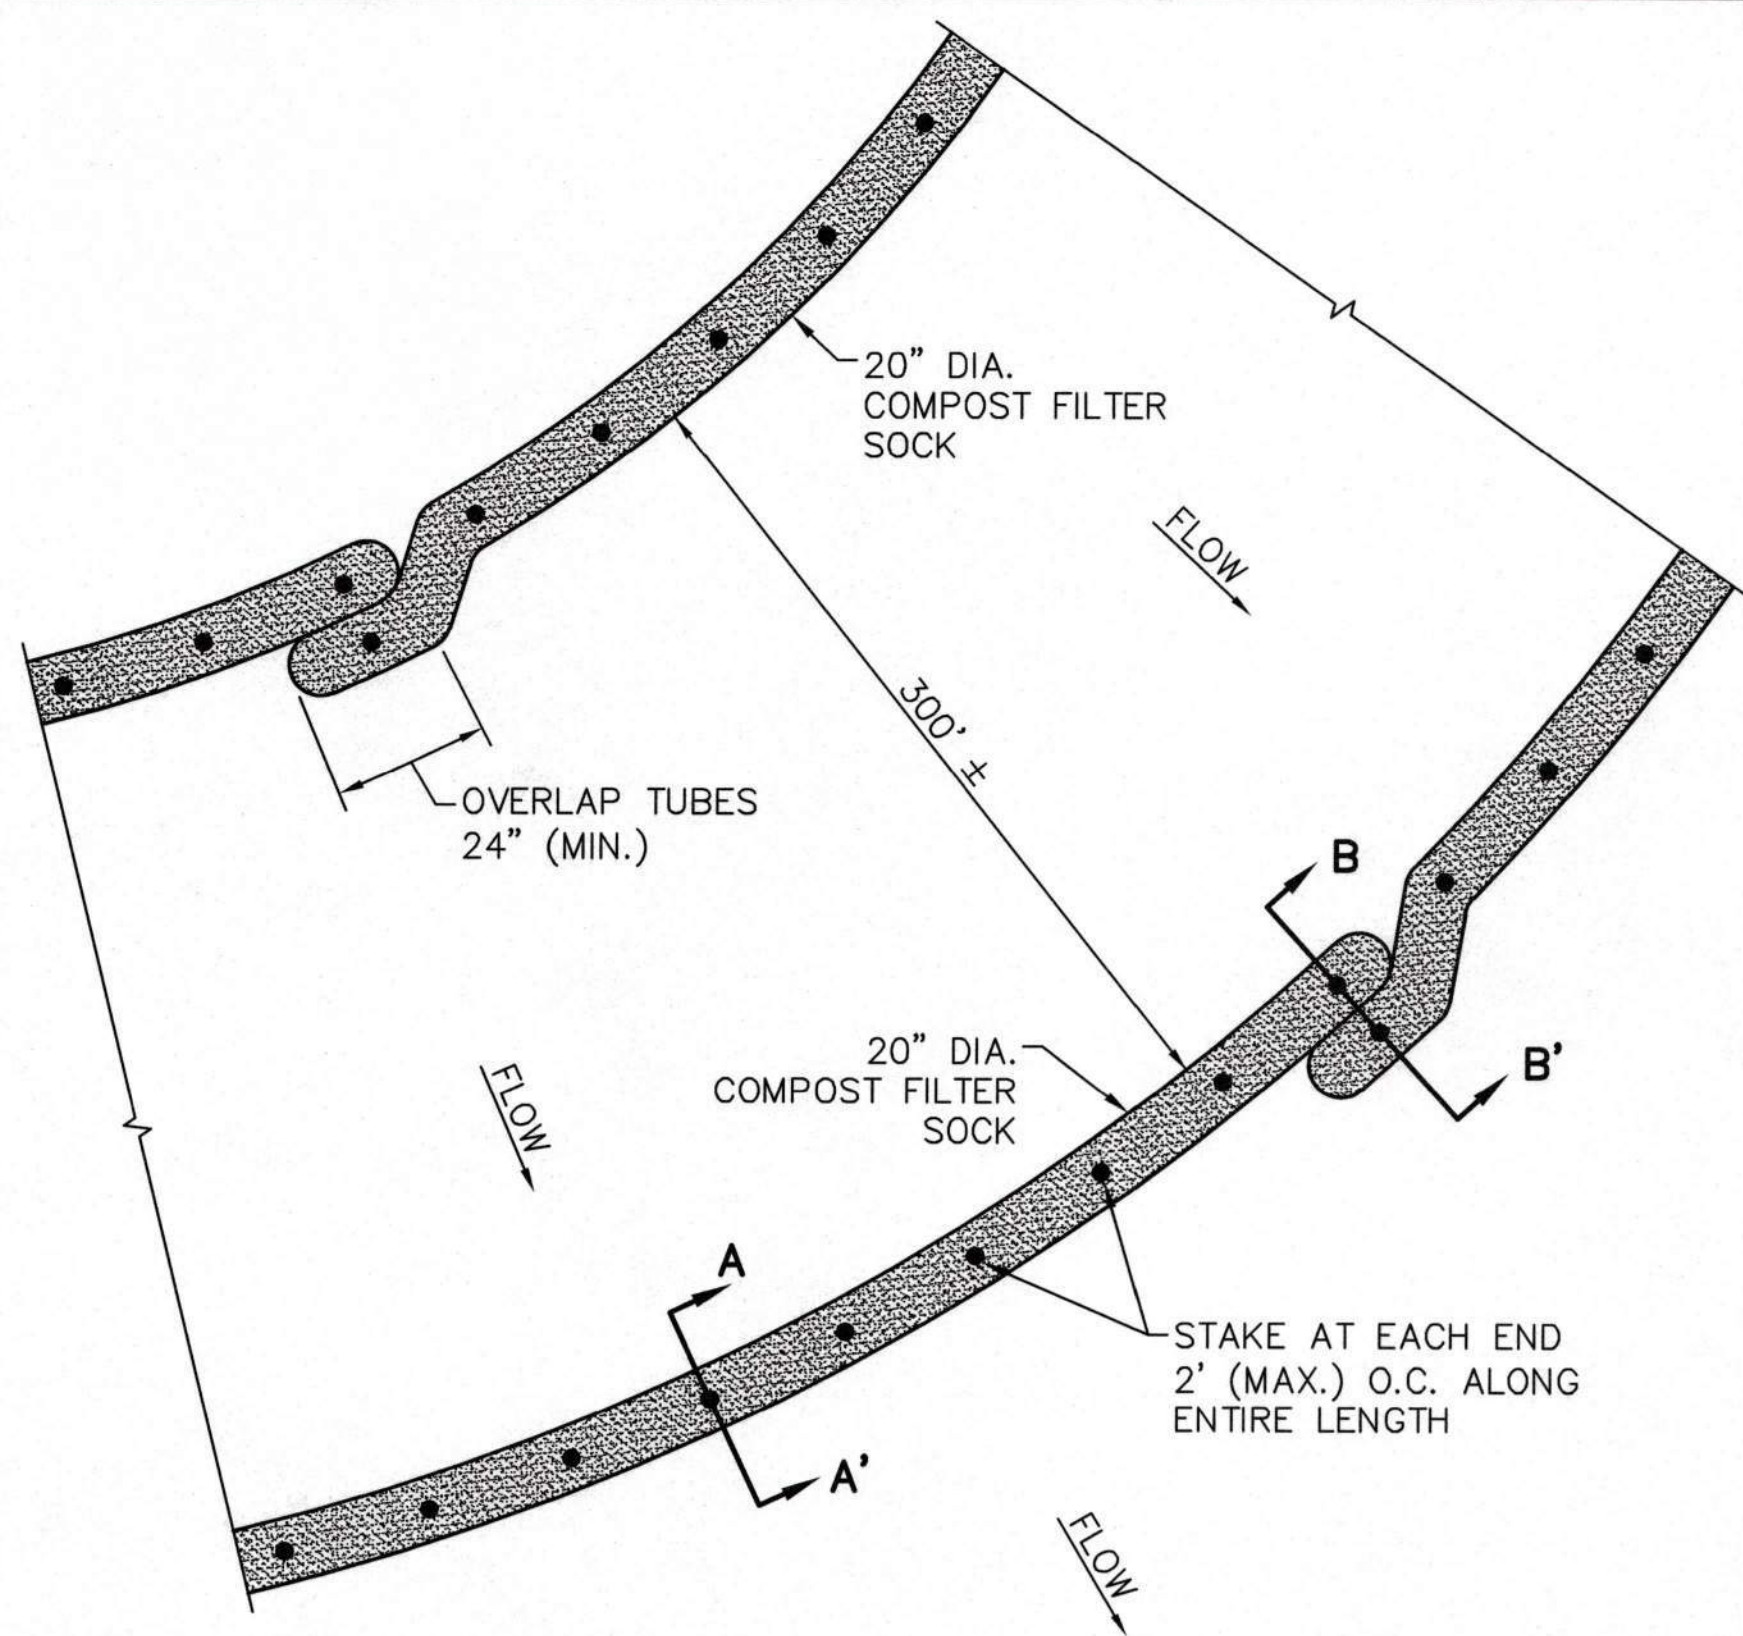 20” DIA.
COMPOST FILTER
SOCK
FLOW
300' ±
OVERLAP TUBES
24” (MIN.)
B
B'
20” DIA.
COMPOST FILTER
SOCK
FLOW
A
STAKE AT EACH END
2' (MAX.) O.C. ALONG
ENTIRE LENGTH
A'
FLOW